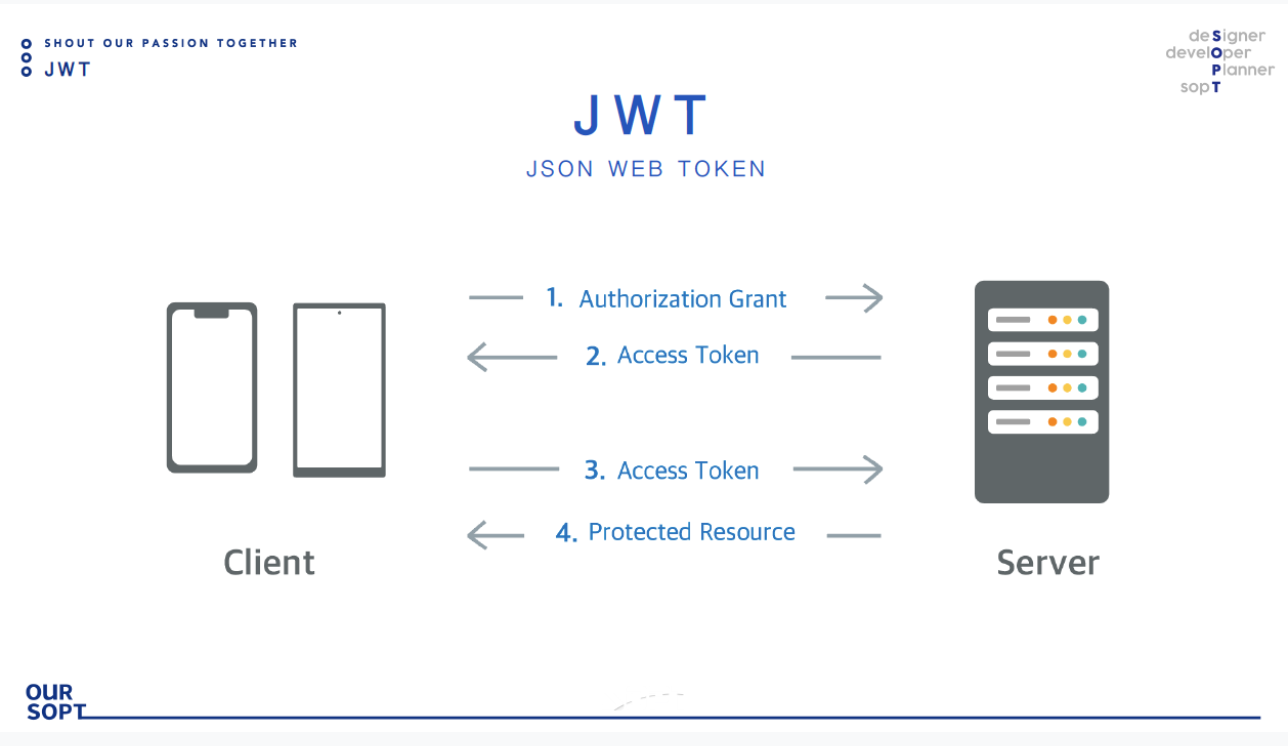 SHOUT OUR PASSION TOGETHER
JWT
deSigner
develOper
Planner
sopT
JWT
JSON WEB TOKEN
1. Authorization Grant
2. Access Token
3. Access Token
4. Protected Resource
Client
Server
OUR
SOPT